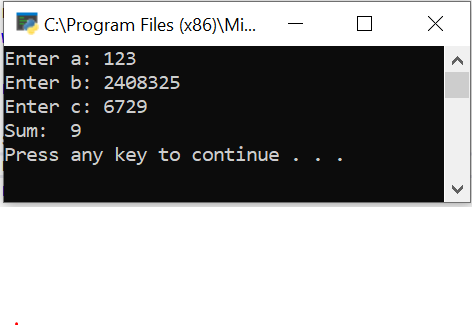 C:\Program Files (x86)\Mi...
Enter a: 123
Enter b: 2408325
Enter c: 6729
Sum:  9
Press any key to continue . . .